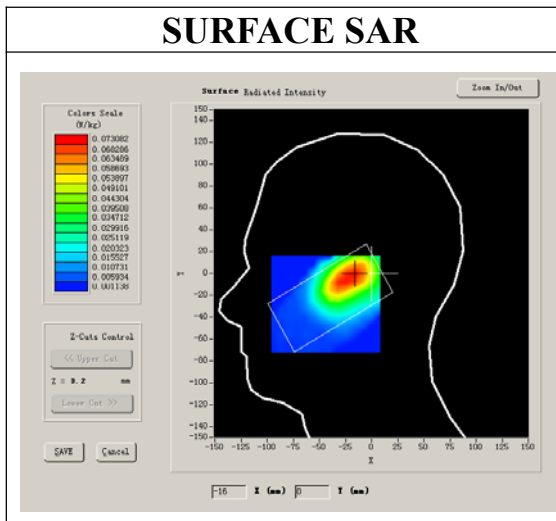 SURFACE SAR
Surface Radiated Intensity
Zoom In/Out
Colors Scale
(W/kg)
0.073082
0.068286
0.063489
0.058693
0.053897
0.049101
0.044304
0.039508
0.034712
0.029916
0.025119
0.020323
0.015527
0.010731
0.005934
0.001138
150
140
120
100
80
60
40
20
0
-20
-40
-60
-80
-100
-120
-140
-150
Y
-150 -125 -100 -75 -50 -25 0 25 50 75 100 125 150
X
Z-Cuts Control
<< Upper Cut
Z = 9.2 mm
Lower Cut >>
SAVE Cancel
-16 X (mm) 0 Y (mm)